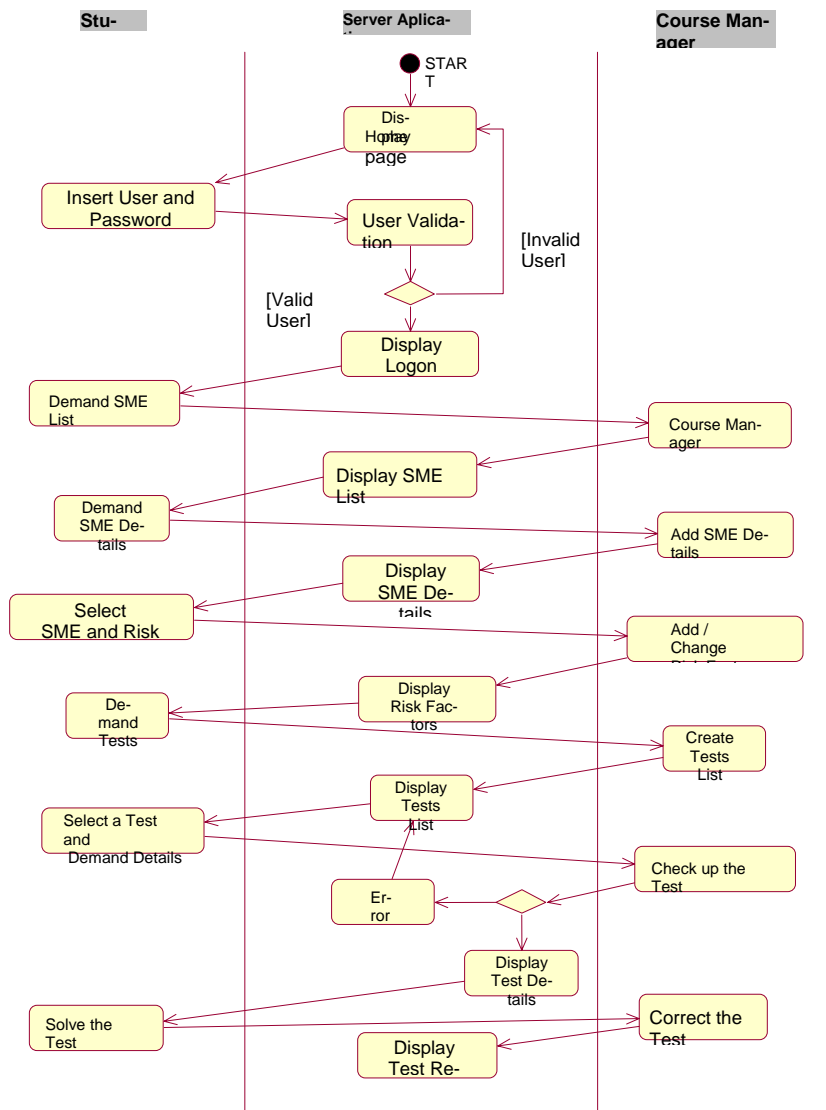 Stu-
Server Aplica-
Course Man-
ager
STAR
T
Dis-
play
Home
page
Insert User and
Password
User Valida-
tion
[Invalid
User]
[Valid
User]
Display
Logon
Demand SME
List
Course Man-
ager
Display SME
List
Demand
SME De-
tails
Add SME De-
tails
Display
SME De-
tails
Select
SME and Risk
Add /
Change
Display
Risk Fac-
tors
De-
mand
Tests
Create
Tests
List
Display
Tests
List
Select a Test
and
Demand Details
Check up the
Test
Er-
ror
Display
Test De-
tails
Solve the
Test
Correct the
Test
Display
Test Re-